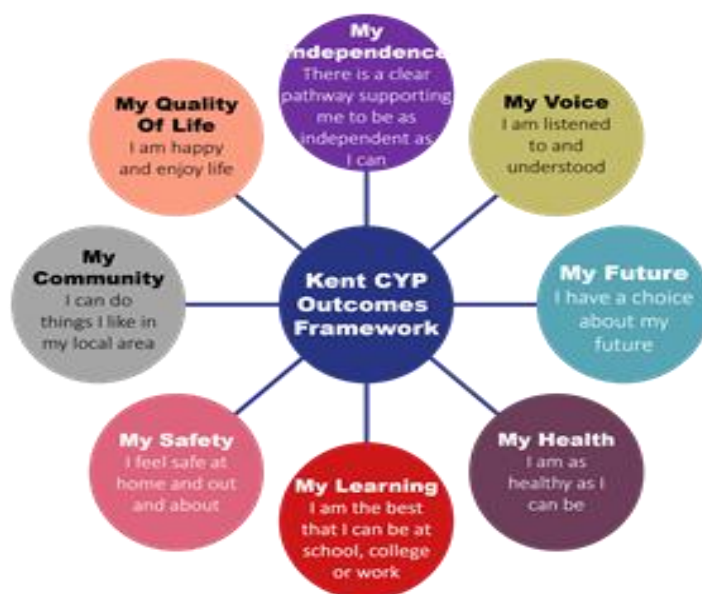 My
Independence
There is a clear
pathway supporting
me to be as
independent as
I can
My Voice
I am listened
to and
understood
My Future
I have a choice
about my
future
My Health
I am as
healthy as I
can be
My Learning
I am the best
that I can be at
school, college
or work
My Safety
I feel safe at
home and out
and about
My
Community
I can do
things I like in
my local area
My Quality
Of Life
I am happy
and enjoy life
Kent CYP
Outcomes
Framework